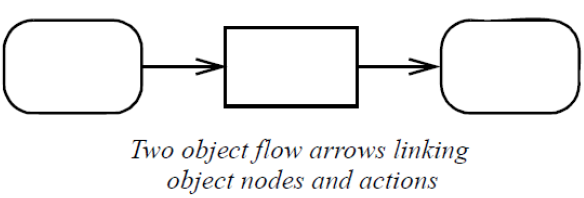 Two object flow arrows linking
object nodes and actions